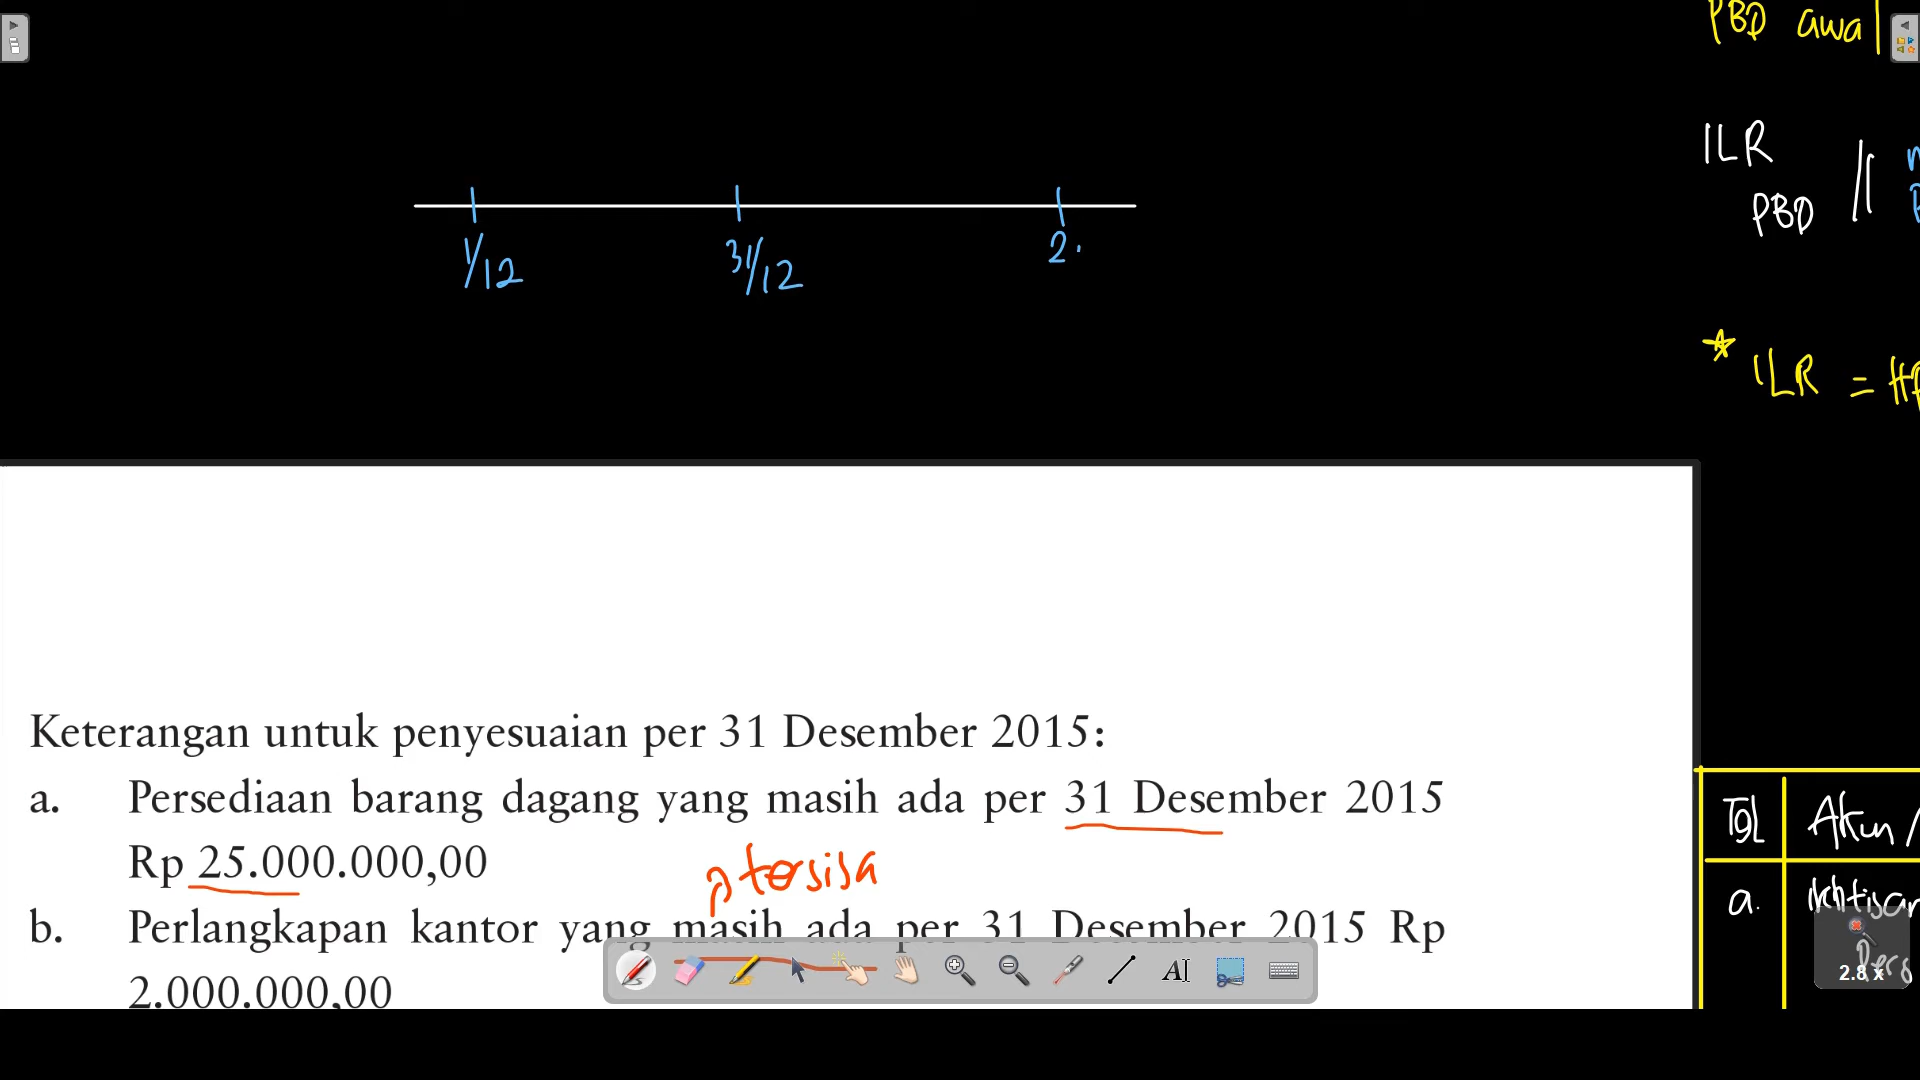 PBD awal
ILR
PBD
1/12
31/12
2.
* ILR =
Keterangan untuk penyesuaian per 31 Desember 2015:
a. Persediaan barang dagang yang masih ada per 31 Desember 2015
Rp 25.000.000,00
tersisa
b. Perlangkapan kantor yang masih ada per 31 Desember 2015 Rp
2.000.000,00
Tgl
Akun /
a.
Ikhtisar
Pers
2.8 x
AI